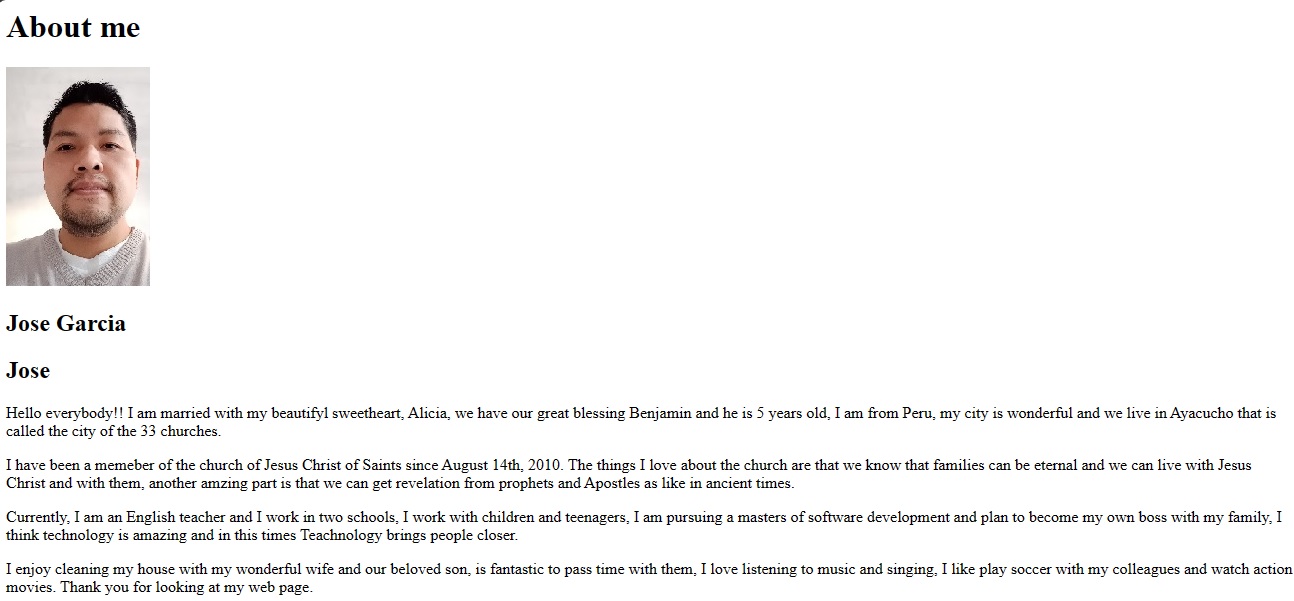 About me
Jose Garcia
Jose
Hello everybody!! I am married with my beautifyl sweetheart, Alicia, we have our great blessing Benjamin and he is 5 years old, I am from Peru, my city is wonderful and we live in Ayacucho that is
called the city of the 33 churches.
I have been a memeber of the church of Jesus Christ of Saints since August 14th, 2010. The things I love about the church are that we know that families can be eternal and we can live with Jesus
Christ and with them, another amzing part is that we can get revelation from prophets and Apostles as like in ancient times.
Currently, I am an English teacher and I work in two schools, I work with children and teenagers, I am pursuing a masters of software development and plan to become my own boss with my family, I
think technology is amazing and in this times Teachnology brings people closer.
I enjoy cleaning my house with my wonderful wife and our beloved son, is fantastic to pass time with them, I love listening to music and singing, I like play soccer with my colleagues and watch action
movies. Thank you for looking at my web page.